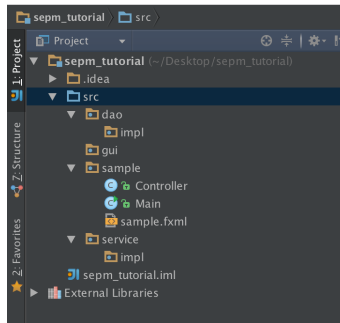 sepm_tutorial src
Project
sepm_tutorial (~/Desktop/sepm_tutorial)
.idea
src
dao
impl
gui
sample
Controller
Main
sample.fxml
service
impl
sepm_tutorial.iml
External Libraries
1: Project
7: Structure
2: Favorites